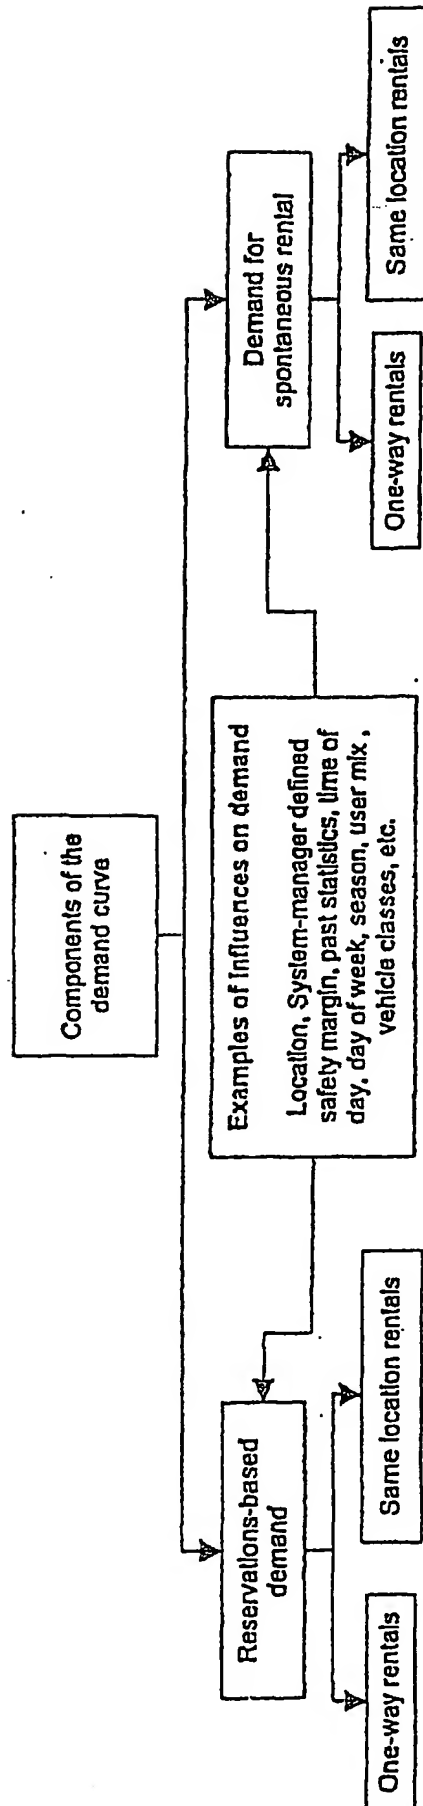 Components of the
demand curve
Reservations-based
demand
Examples of influences on demand
Location, System-manager defined
safety margin, past statistics, time of
day, day of week, season, user mix ,
vehicle classes, etc.
Demand for
spontaneous rental
One-way rentals
Same location rentals
One-way rentals
Same location rentals